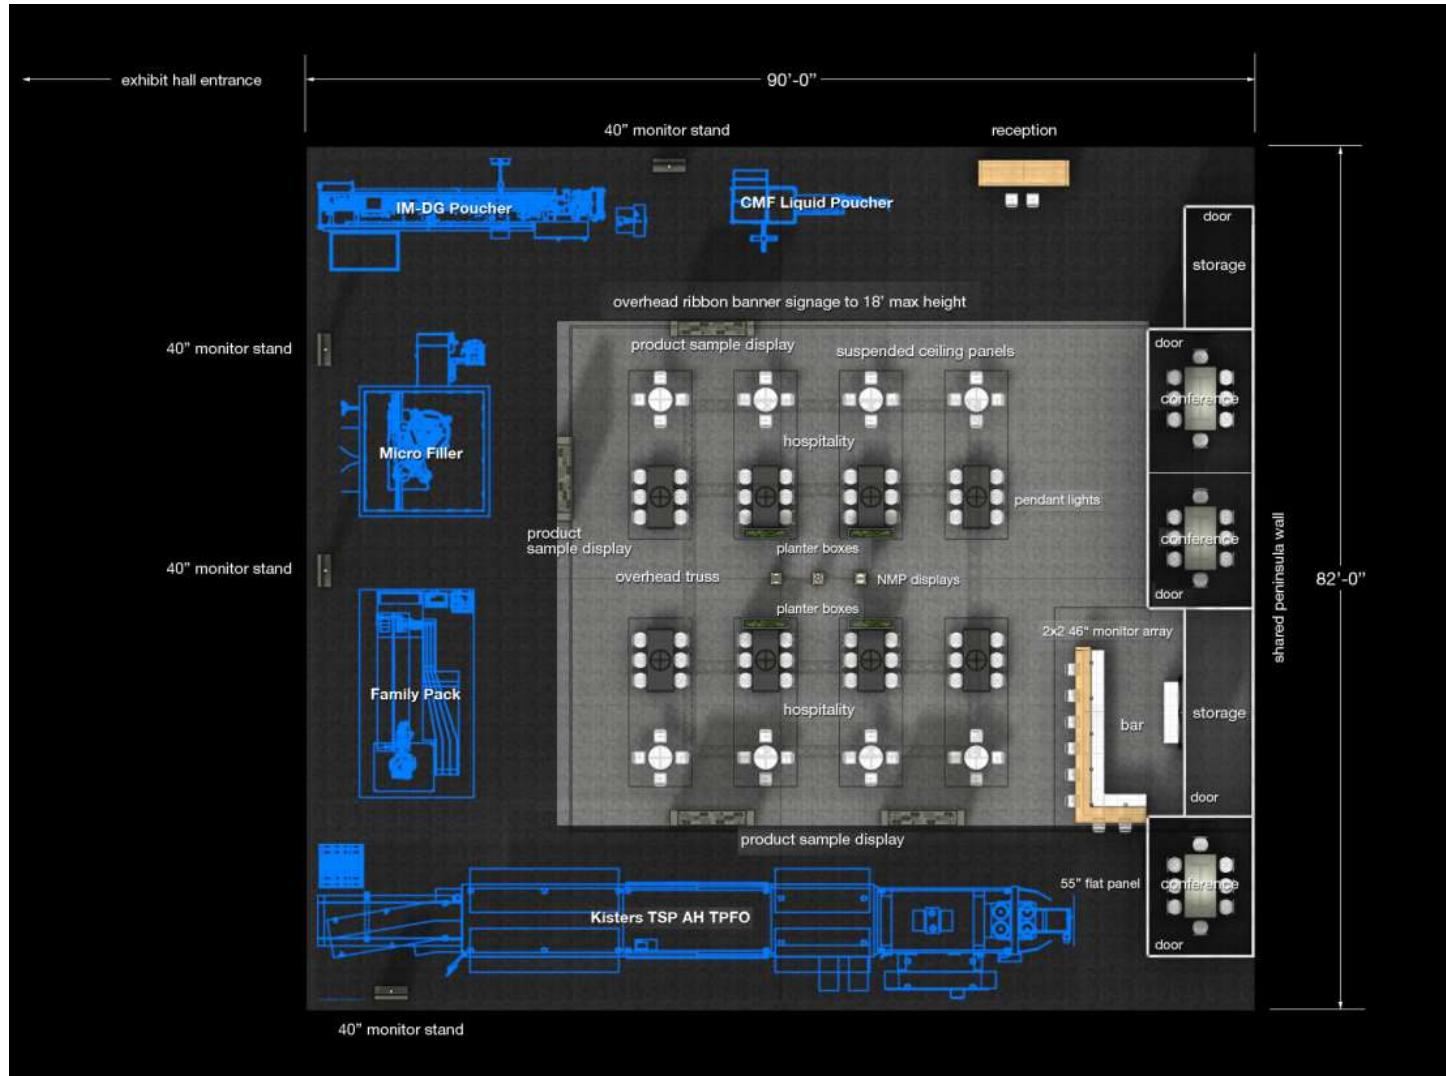 exhibit hall entrance
90'-0"
40” monitor stand
reception
IM-DG Poucher
CMF Liquid Poucher
door
storage
overhead ribbon banner signage to 18’ max height
40” monitor stand
product sample display
suspended ceiling panels
door
conference
hospitality
Micro Filler
pendant lights
product
sample display
planter boxes
conference
40” monitor stand
overhead truss
NMP displays
82'-0"
shared peninsula wall
door
planter boxes
2x2 46“ monitor array
Family Pack
hospitality
bar
storage
door
product sample display
55” flat panel
conference
Kisters TSP AH TPFO
door
40” monitor stand